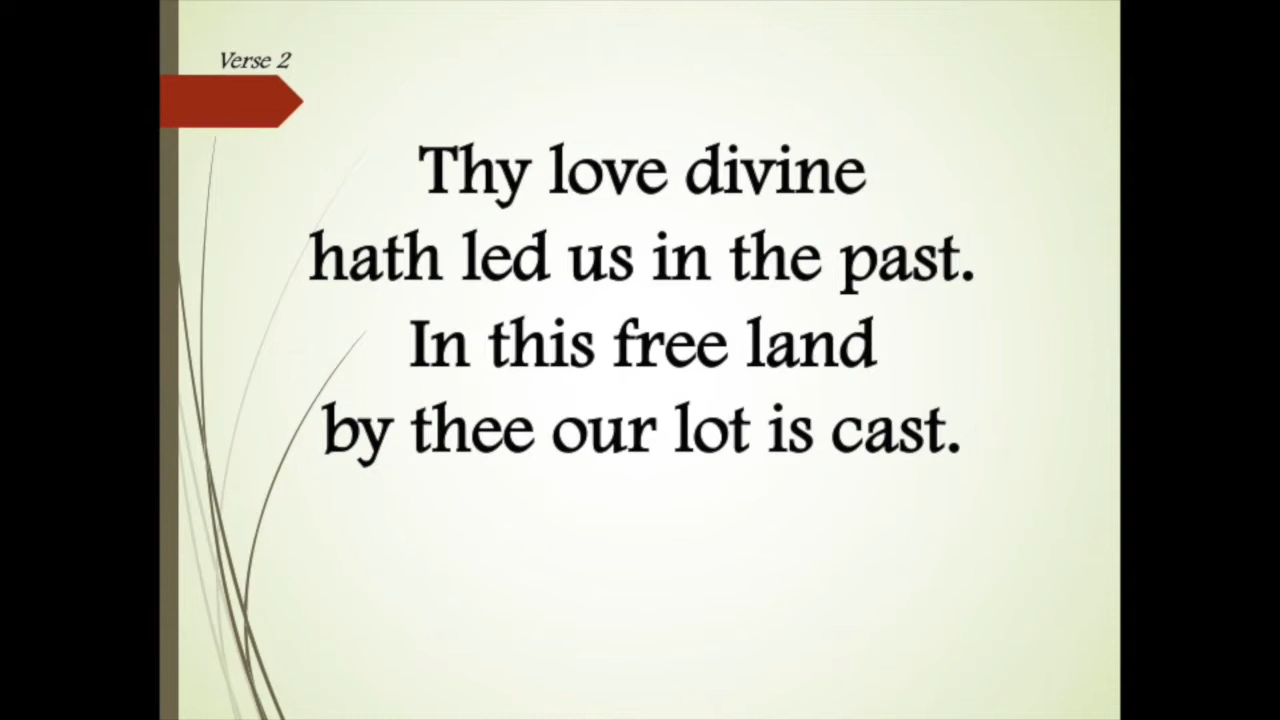 Verse 2
Thy love divine
hath led us in the past.
In this free land
by thee our lot is cast.